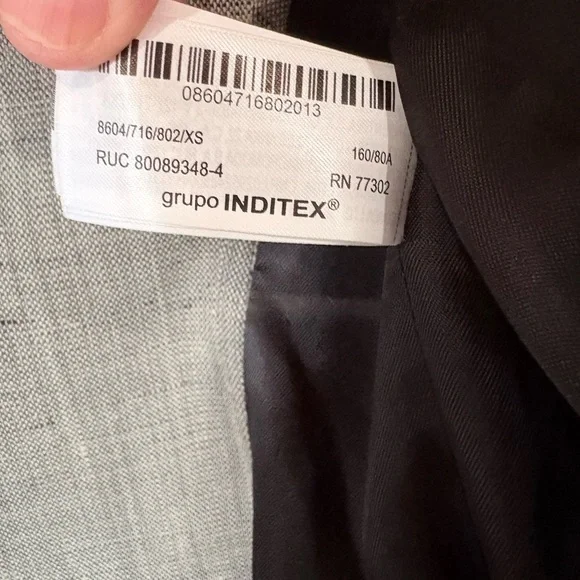 08604716802013
8604/716/802/XS
160/80A
RUC 80089348-4
RN 77302
grupo INDITEX®